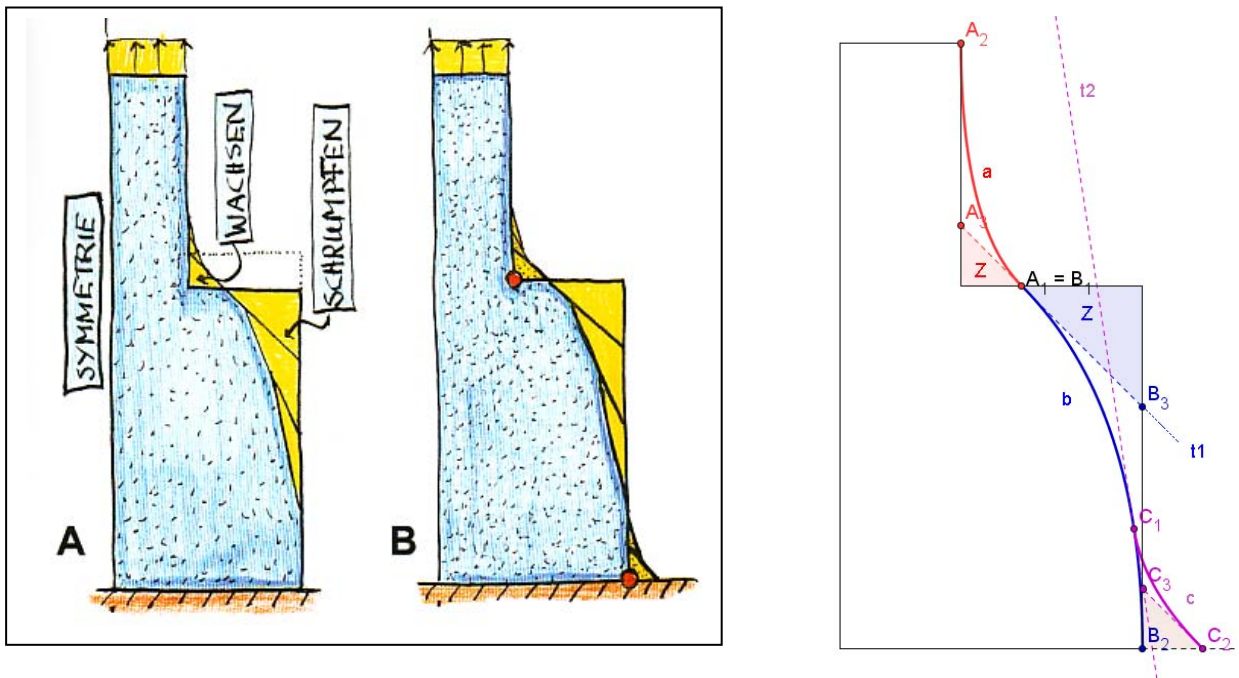 SYMMETRIE
WACHSEN
SCHRUMPFEN
A
B
A₂
t2
a
A₃
Z
A₁ = B₁
Z
b
B₃
t1
C₁
C₃
c
B₂
C₂